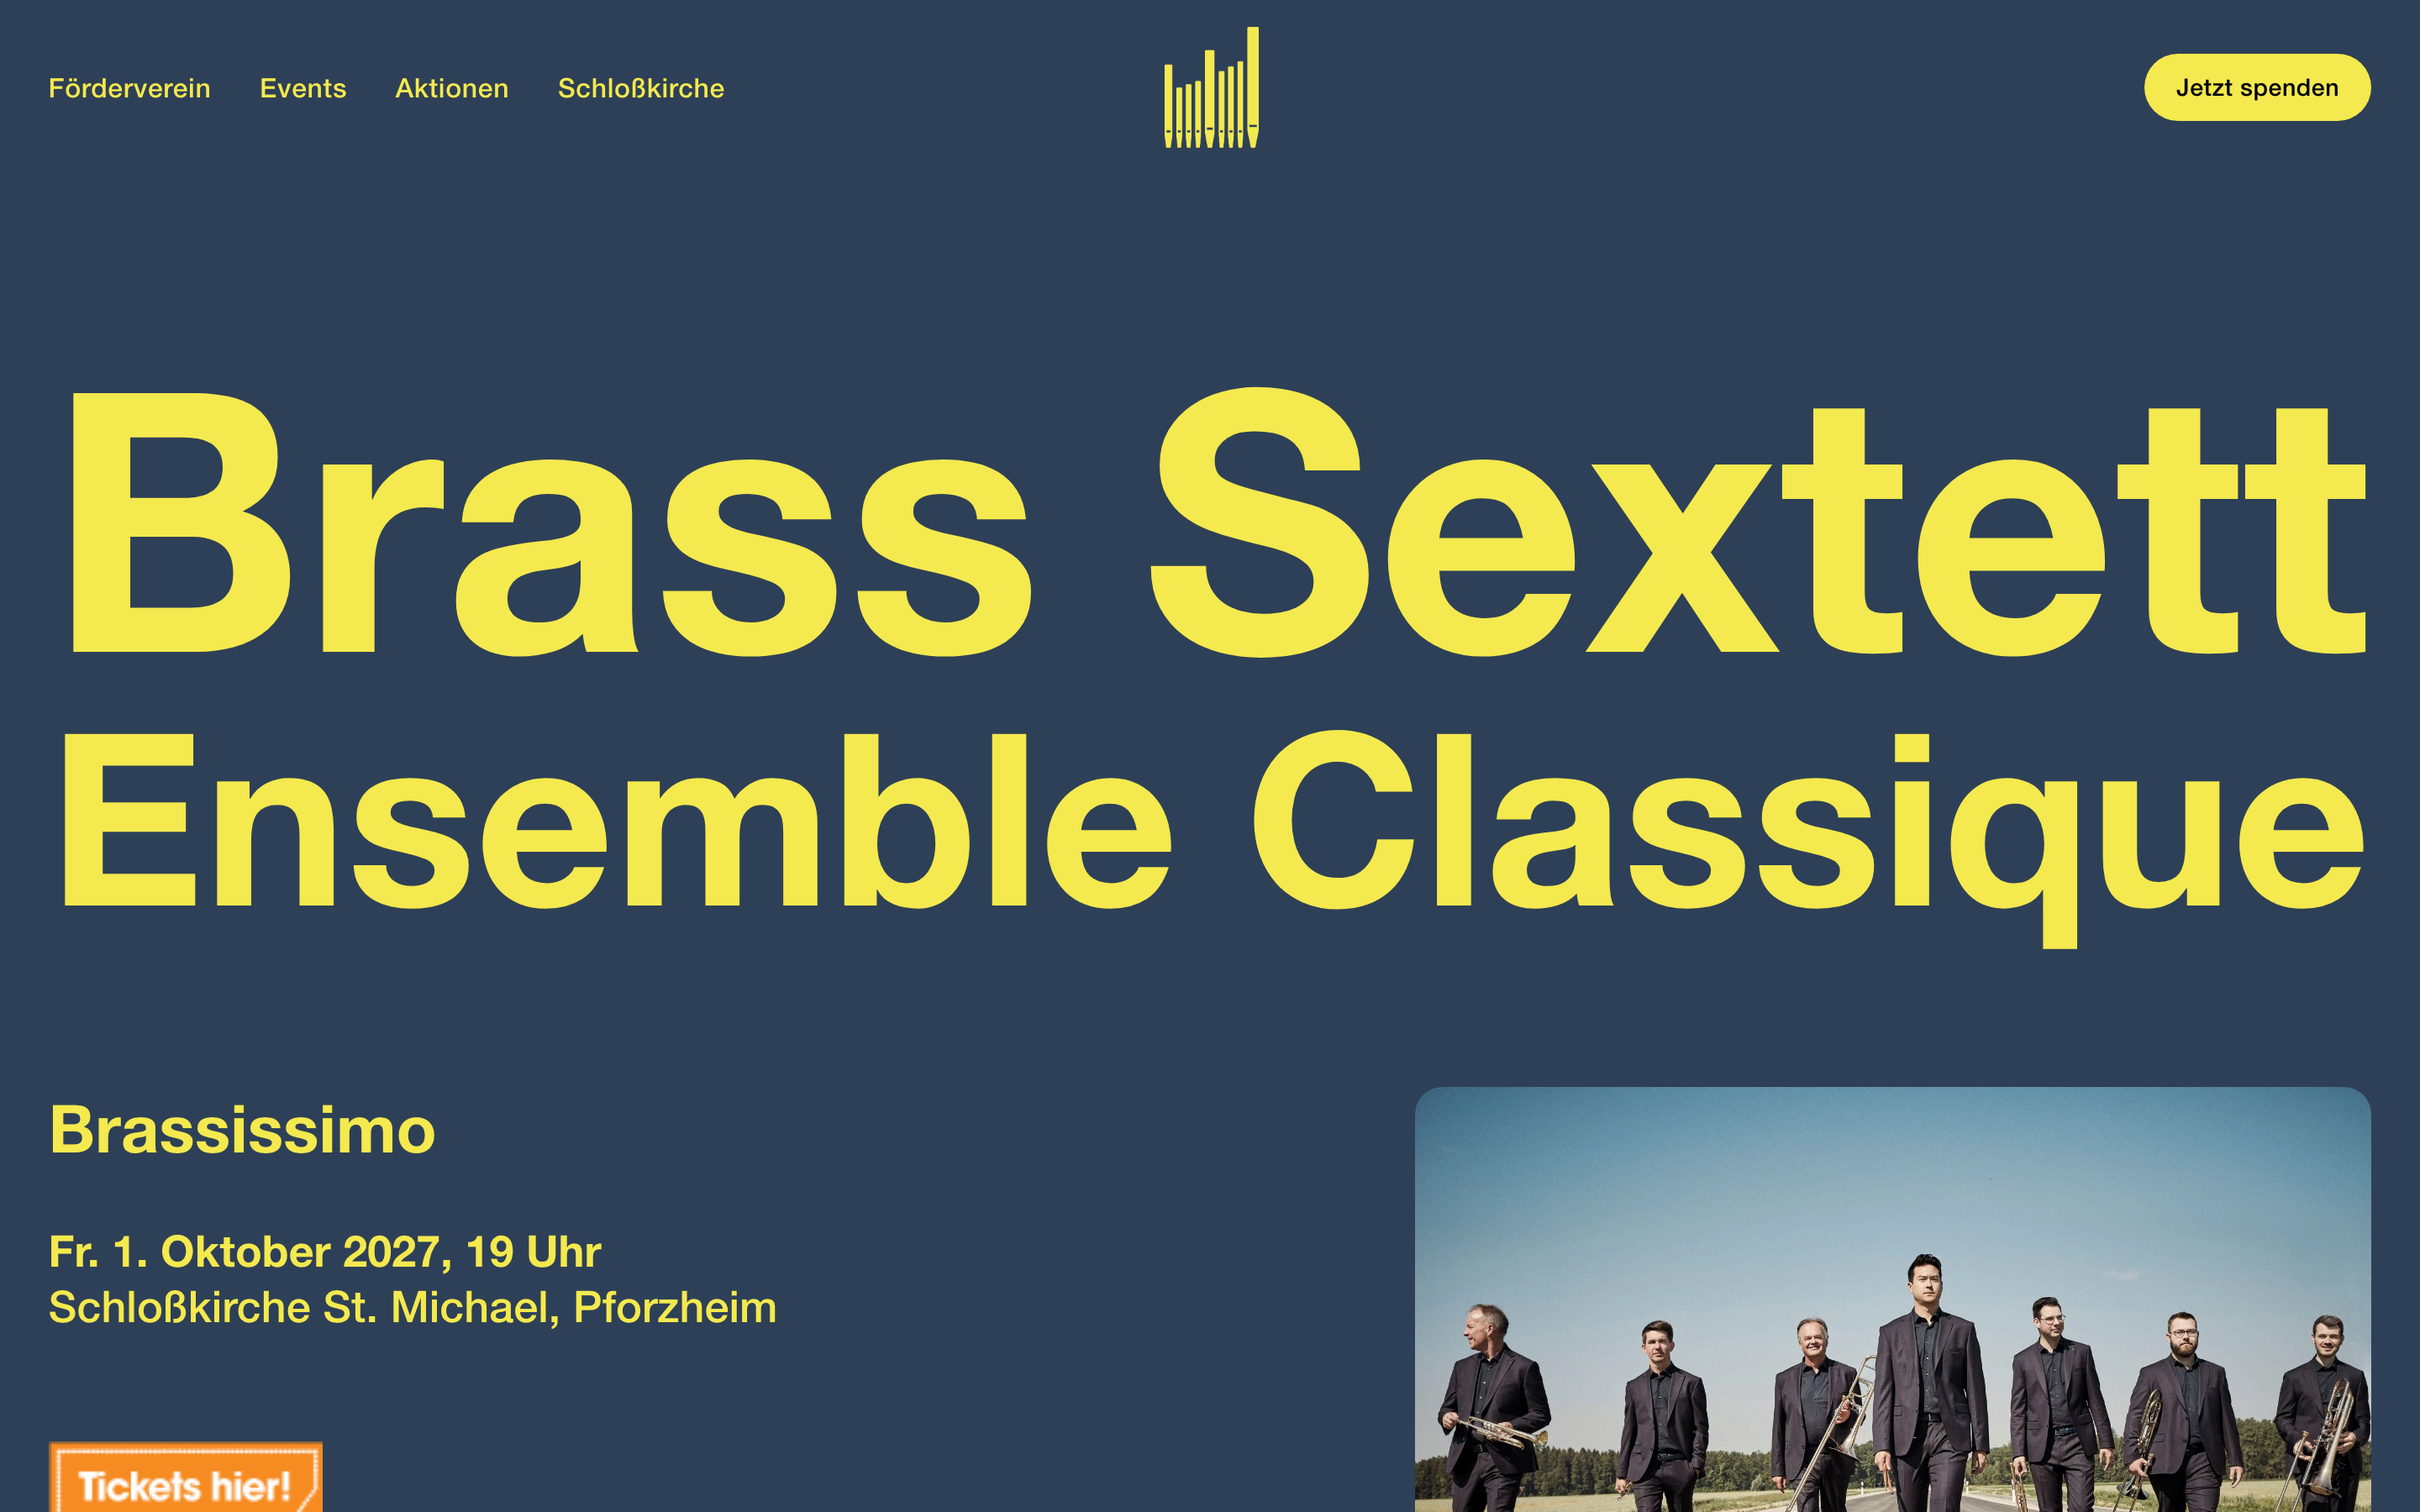 Förderverein Events Aktionen Schloßkirche Jetzt spenden
Brass Sextett
Ensemble Classique
Brassissimo
Fr. 1. Oktober 2027, 19 Uhr
Schloßkirche St. Michael, Pforzheim
Tickets hier!